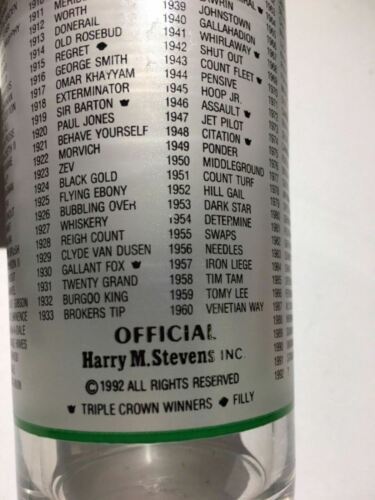 1912 WORTH
1913 DONERAIL
1914 OLD ROSEBUD
1915 REGRET
1916 GEORGE SMITH
1917 OMAR KHAYYAM
1918 EXTERMINATOR
1919 SIR BARTON
1920 PAUL JONES
1921 BEHAVE YOURSELF
1922 MORVICH
1923 ZEV
1924 BLACK GOLD
1925 FLYING EBONY
1926 BUBBLING OVER
1927 WHISKERY
1928 REIGH COUNT
1929 CLYDE VAN DUSEN
1930 GALLANT FOX
1931 TWENTY GRAND
1932 BURGOO KING
1933 BROKERS TIP
1939 JOHNSTOWN
1940 GALLAHADION
1941 WHIRLAWAY
1942 SHUT OUT
1943 COUNT FLEET
1944 PENSIVE
1945 HOOP JR.
1946 ASSAULT
1947 JET PILOT
1948 CITATION
1949 PONDER
1950 MIDDLEGROUND
1951 COUNT TURF
1952 HILL GAIL
1953 DARK STAR
1954 DETERMINE
1955 SWAPS
1956 NEEDLES
1957 IRON LIEGE
1958 TIM TAM
1959 TOMY LEE
1960 VENETIAN WAY
OFFICIAL
Harry M. Stevens INC.
©1992 ALL RIGHTS RESERVED
TRIPLE CROWN WINNERS FILLY